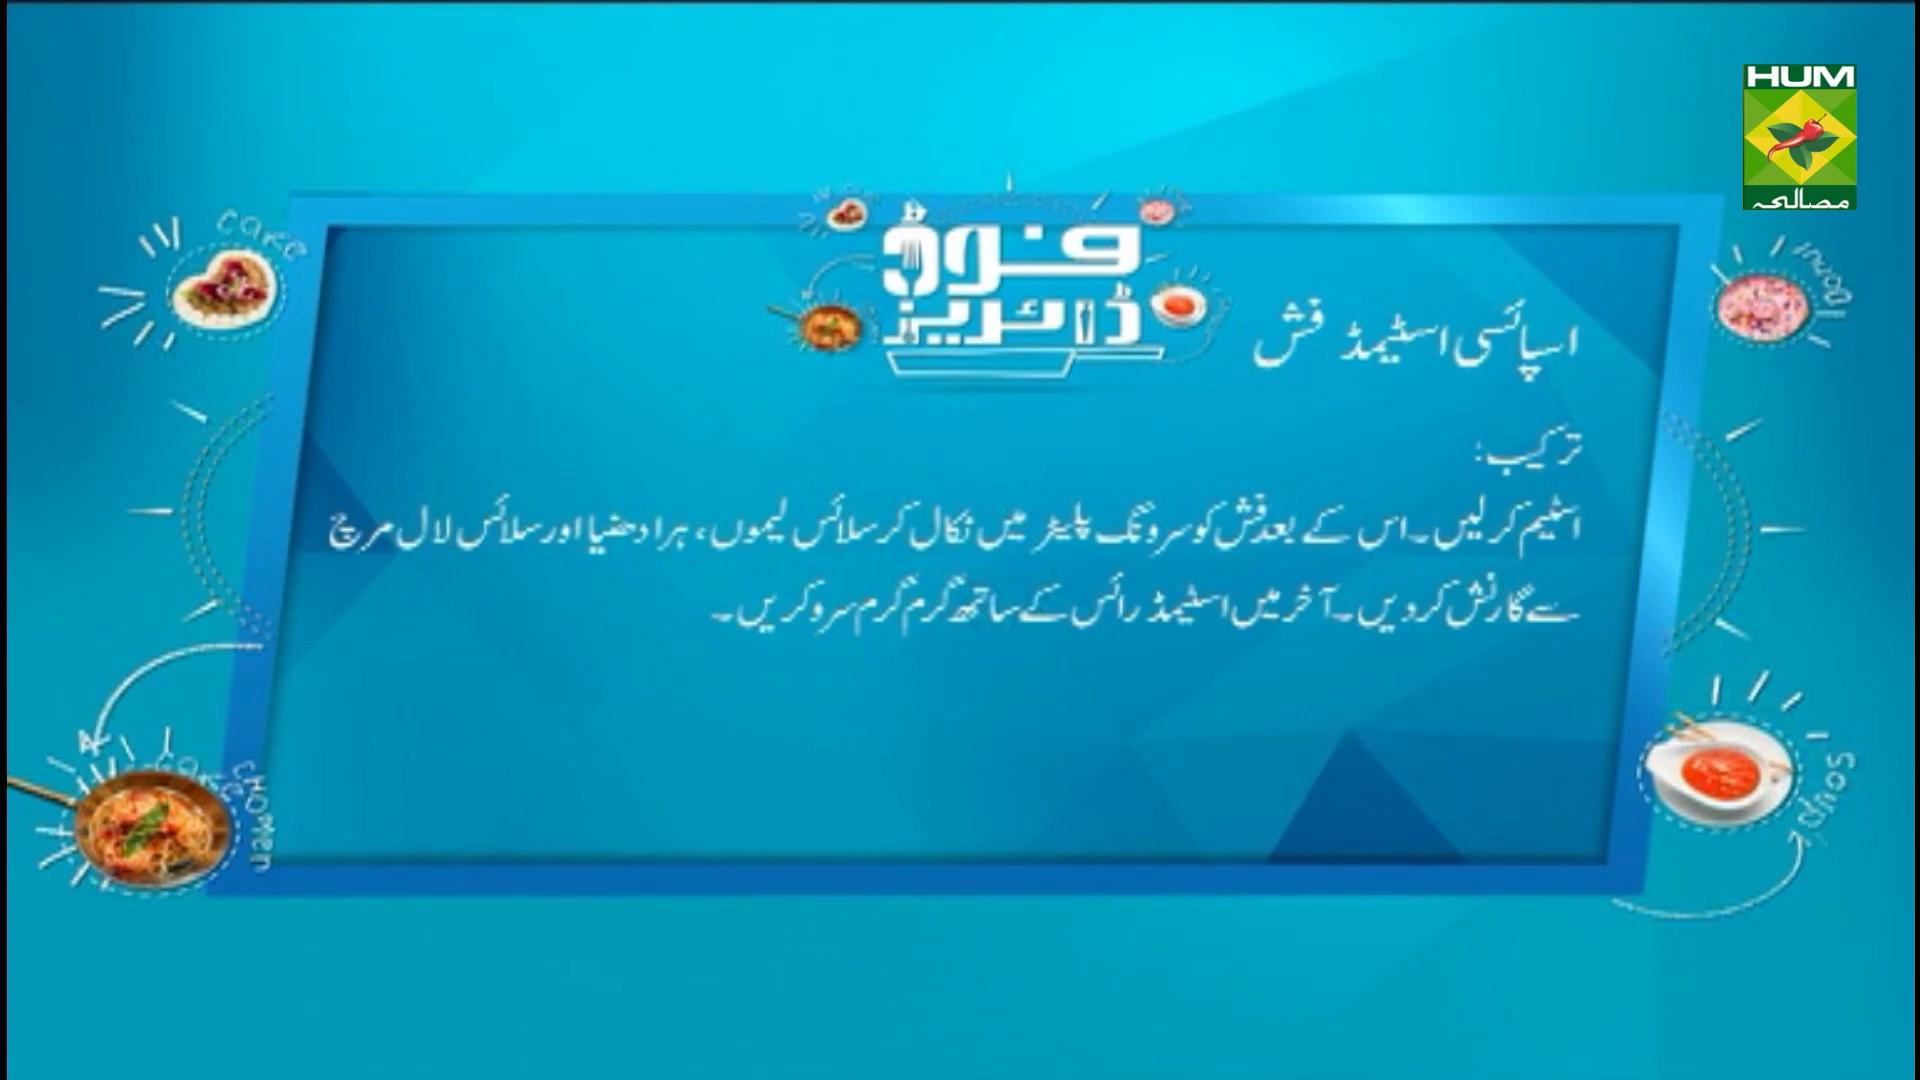 HUM
مصالحہ
فوڈ
ڈائریز
اسپائسی اسٹیمڈ فش
ترکیب:
اسٹیم کرلیں۔ اس کے بعد فش کو سرونگ پلیٹر میں نکال کر سلائس لیموں، ہرا دھنیا اور سلائس لال مرچ
سے گارنش کردیں۔ آخر میں اسٹیمڈ رائس کے ساتھ گرم گرم سرو کریں۔
cake
Donut
Soup